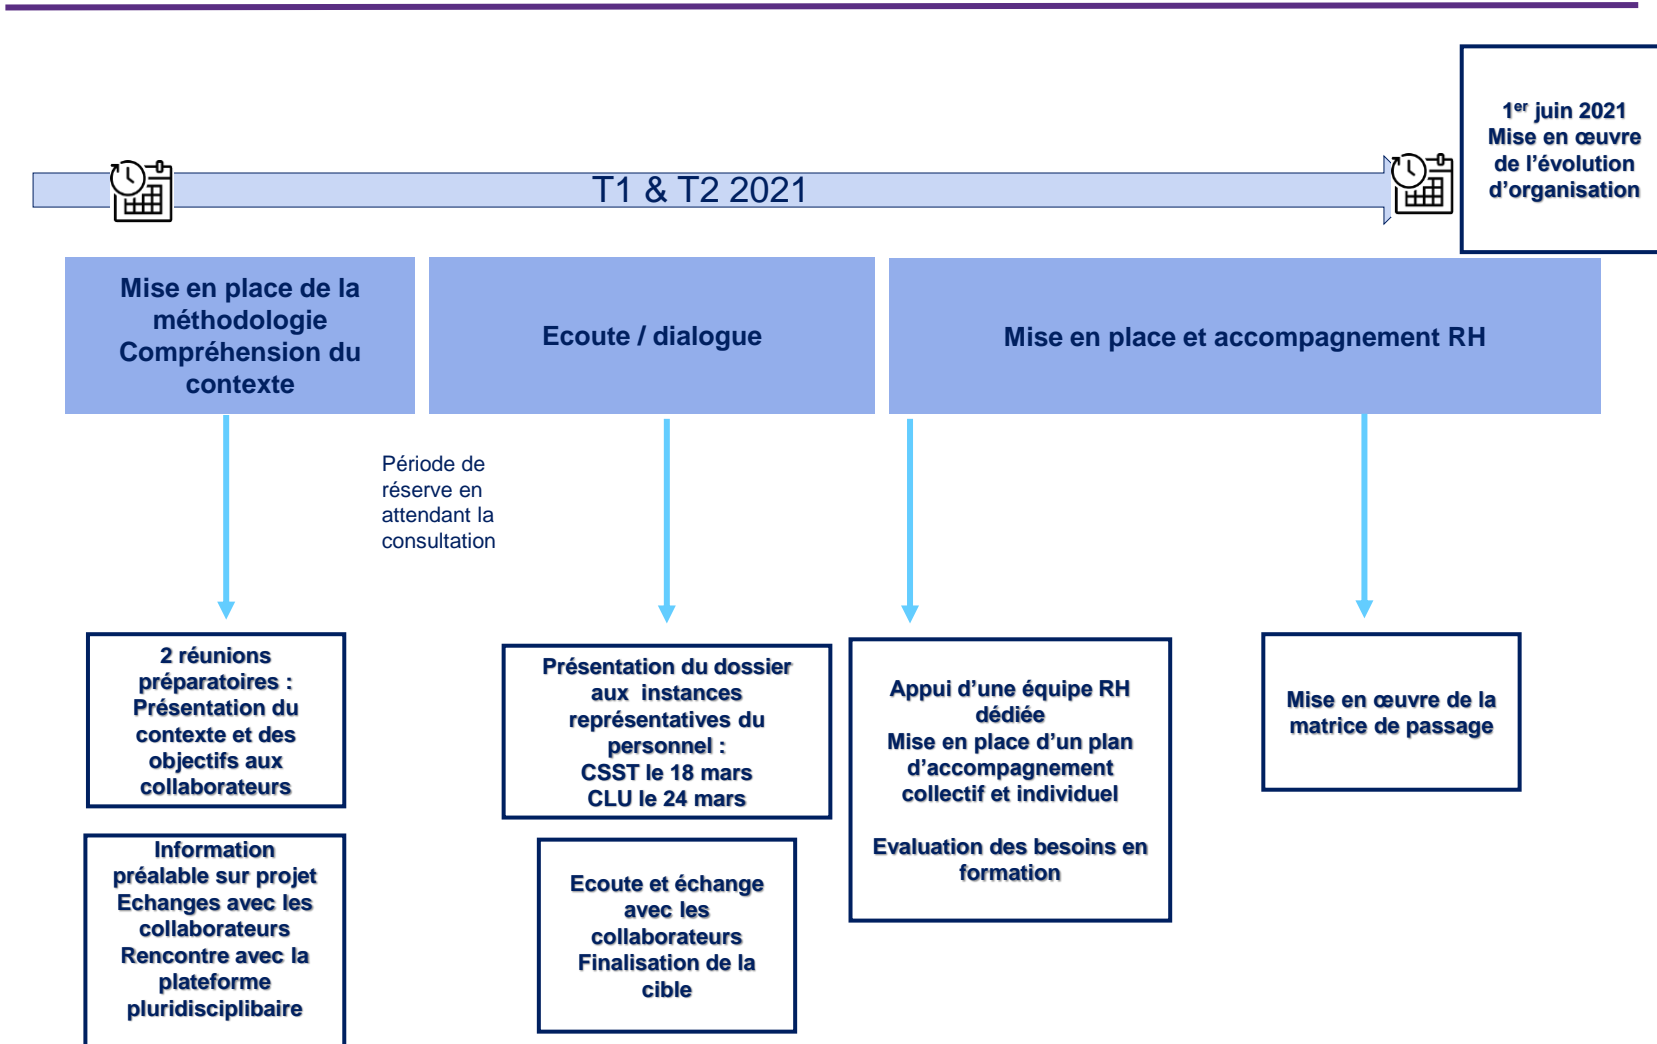 1er juin 2021
Mise en œuvre
de l’évolution
d’organisation
T1 & T2 2021
Mise en place de la
méthodologie
Compréhension du
contexte
Ecoute / dialogue
Mise en place et accompagnement RH
Période de
réserve en
attendant la
consultation
2 réunions
préparatoires :
Présentation du
contexte et des
objectifs aux
collaborateurs
Information
préalable sur projet
Echanges avec les
collaborateurs
Rencontre avec la
plateforme
pluridisciplibaire
Présentation du dossier
aux instances
représentatives du
personnel :
CSST le 18 mars
CLU le 24 mars
Ecoute et échange
avec les
collaborateurs
Finalisation de la
cible
Appui d’une équipe RH
dédiée
Mise en place d’un plan
d’accompagnement
collectif et individuel
Evaluation des besoins en
formation
Mise en œuvre de la
matrice de passage